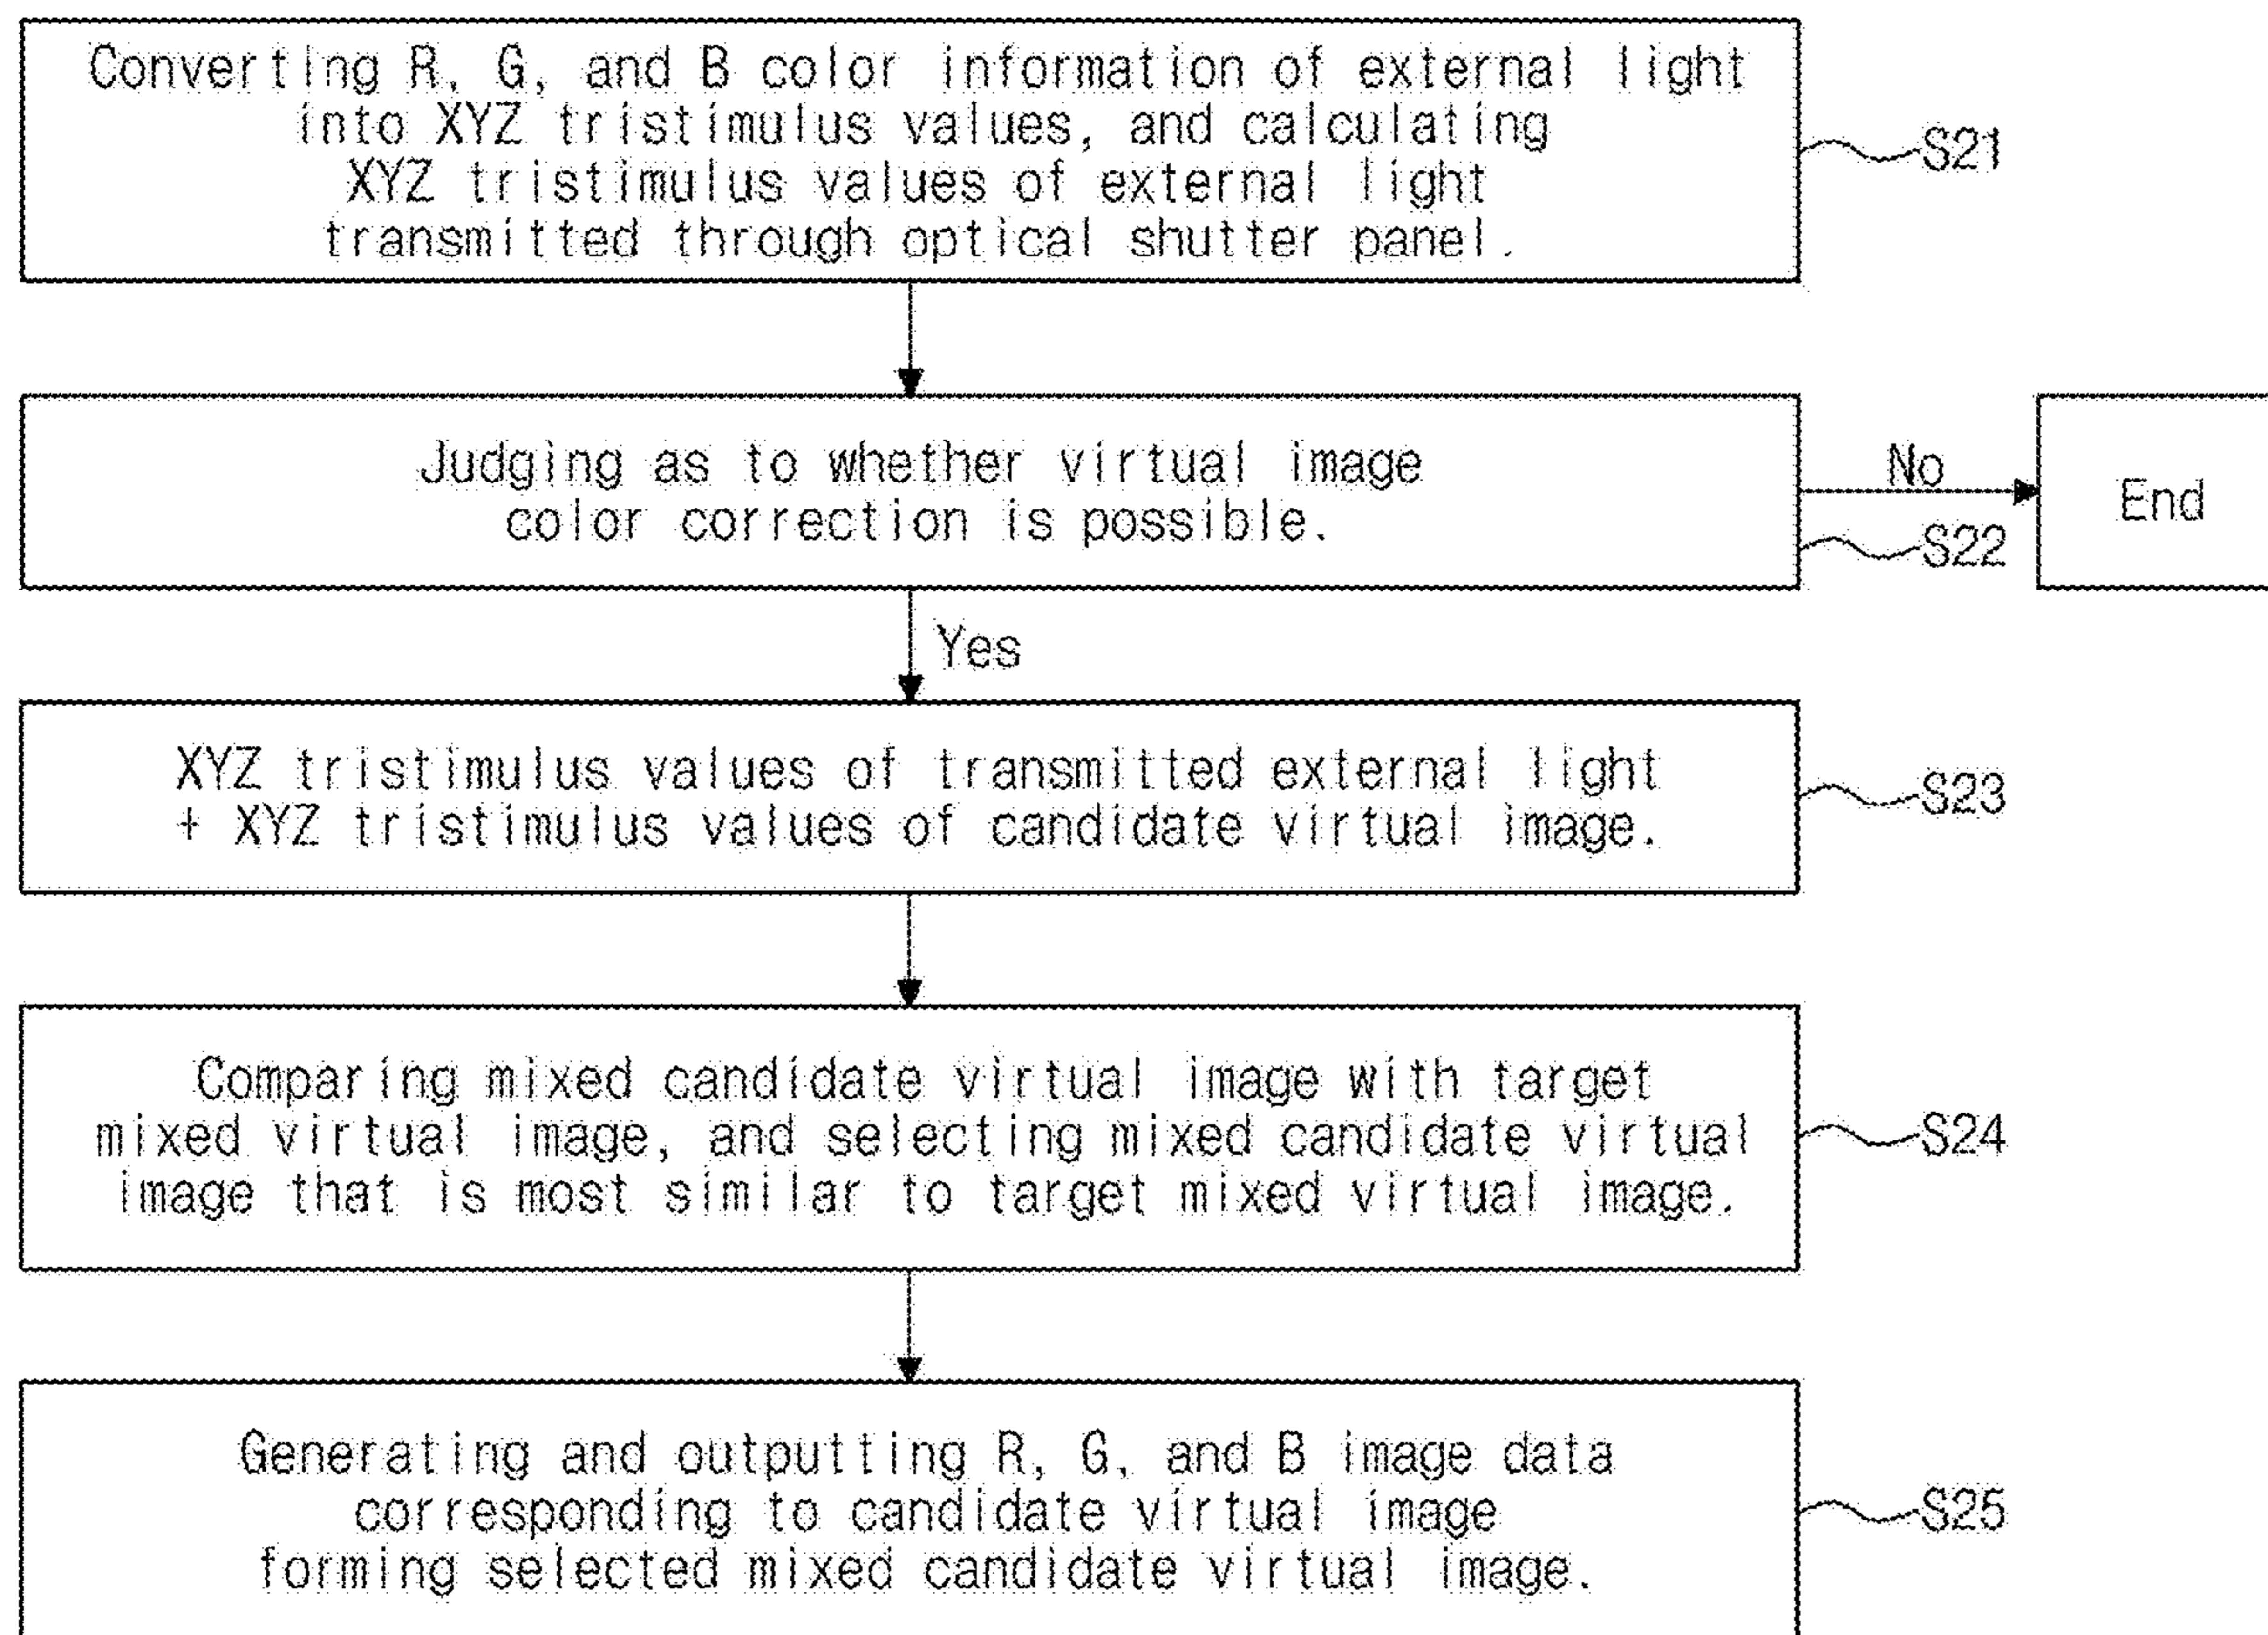 Converting R, G, and B color information of external light
into XYZ tristimulus values, and calculating
XYZ tristimulus values of external light
transmitted through optical shutter panel.
S21
Judging as to whether virtual image
color correction is possible.
No
End
S22
Yes
XYZ tristimulus values of transmitted external light
+ XYZ tristimulus values of candidate virtual image.
S23
Comparing mixed candidate virtual image with target
mixed virtual image, and selecting mixed candidate virtual
image that is most similar to target mixed virtual image.
S24
Generating and outputting R, G, and B image data
corresponding to candidate virtual image
forming selected mixed candidate virtual image.
S25